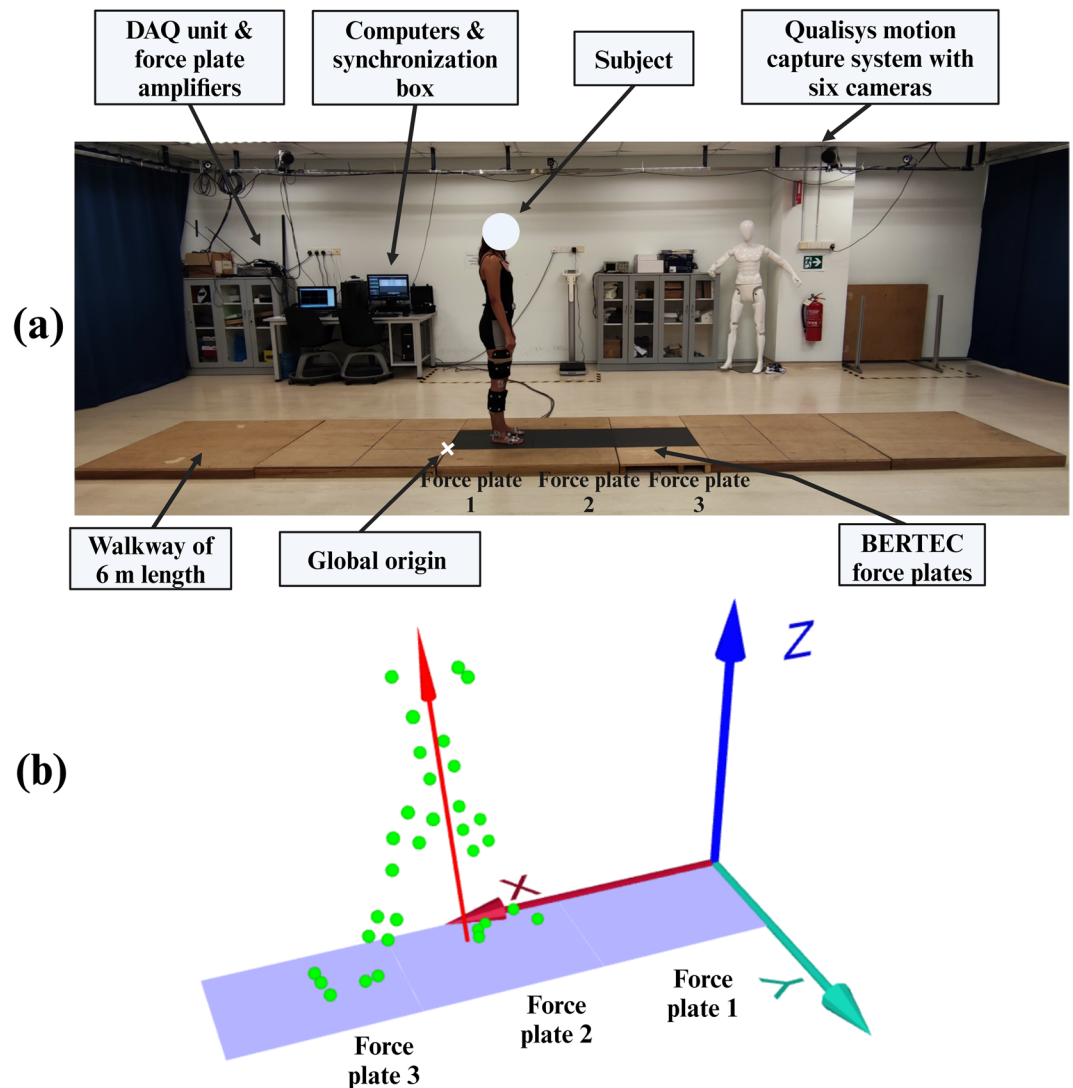 DAQ unit &
force plate
amplifiers
Computers &
synchronization
box
Subject
Qualisys motion
capture system with
six cameras
(a)
Force plate
1
Force plate
2
Force plate
3
Walkway of
6 m length
Global origin
BERTEC
force plates
(b)
Z
X
Y
Force
plate 1
Force
plate 2
Force
plate 3